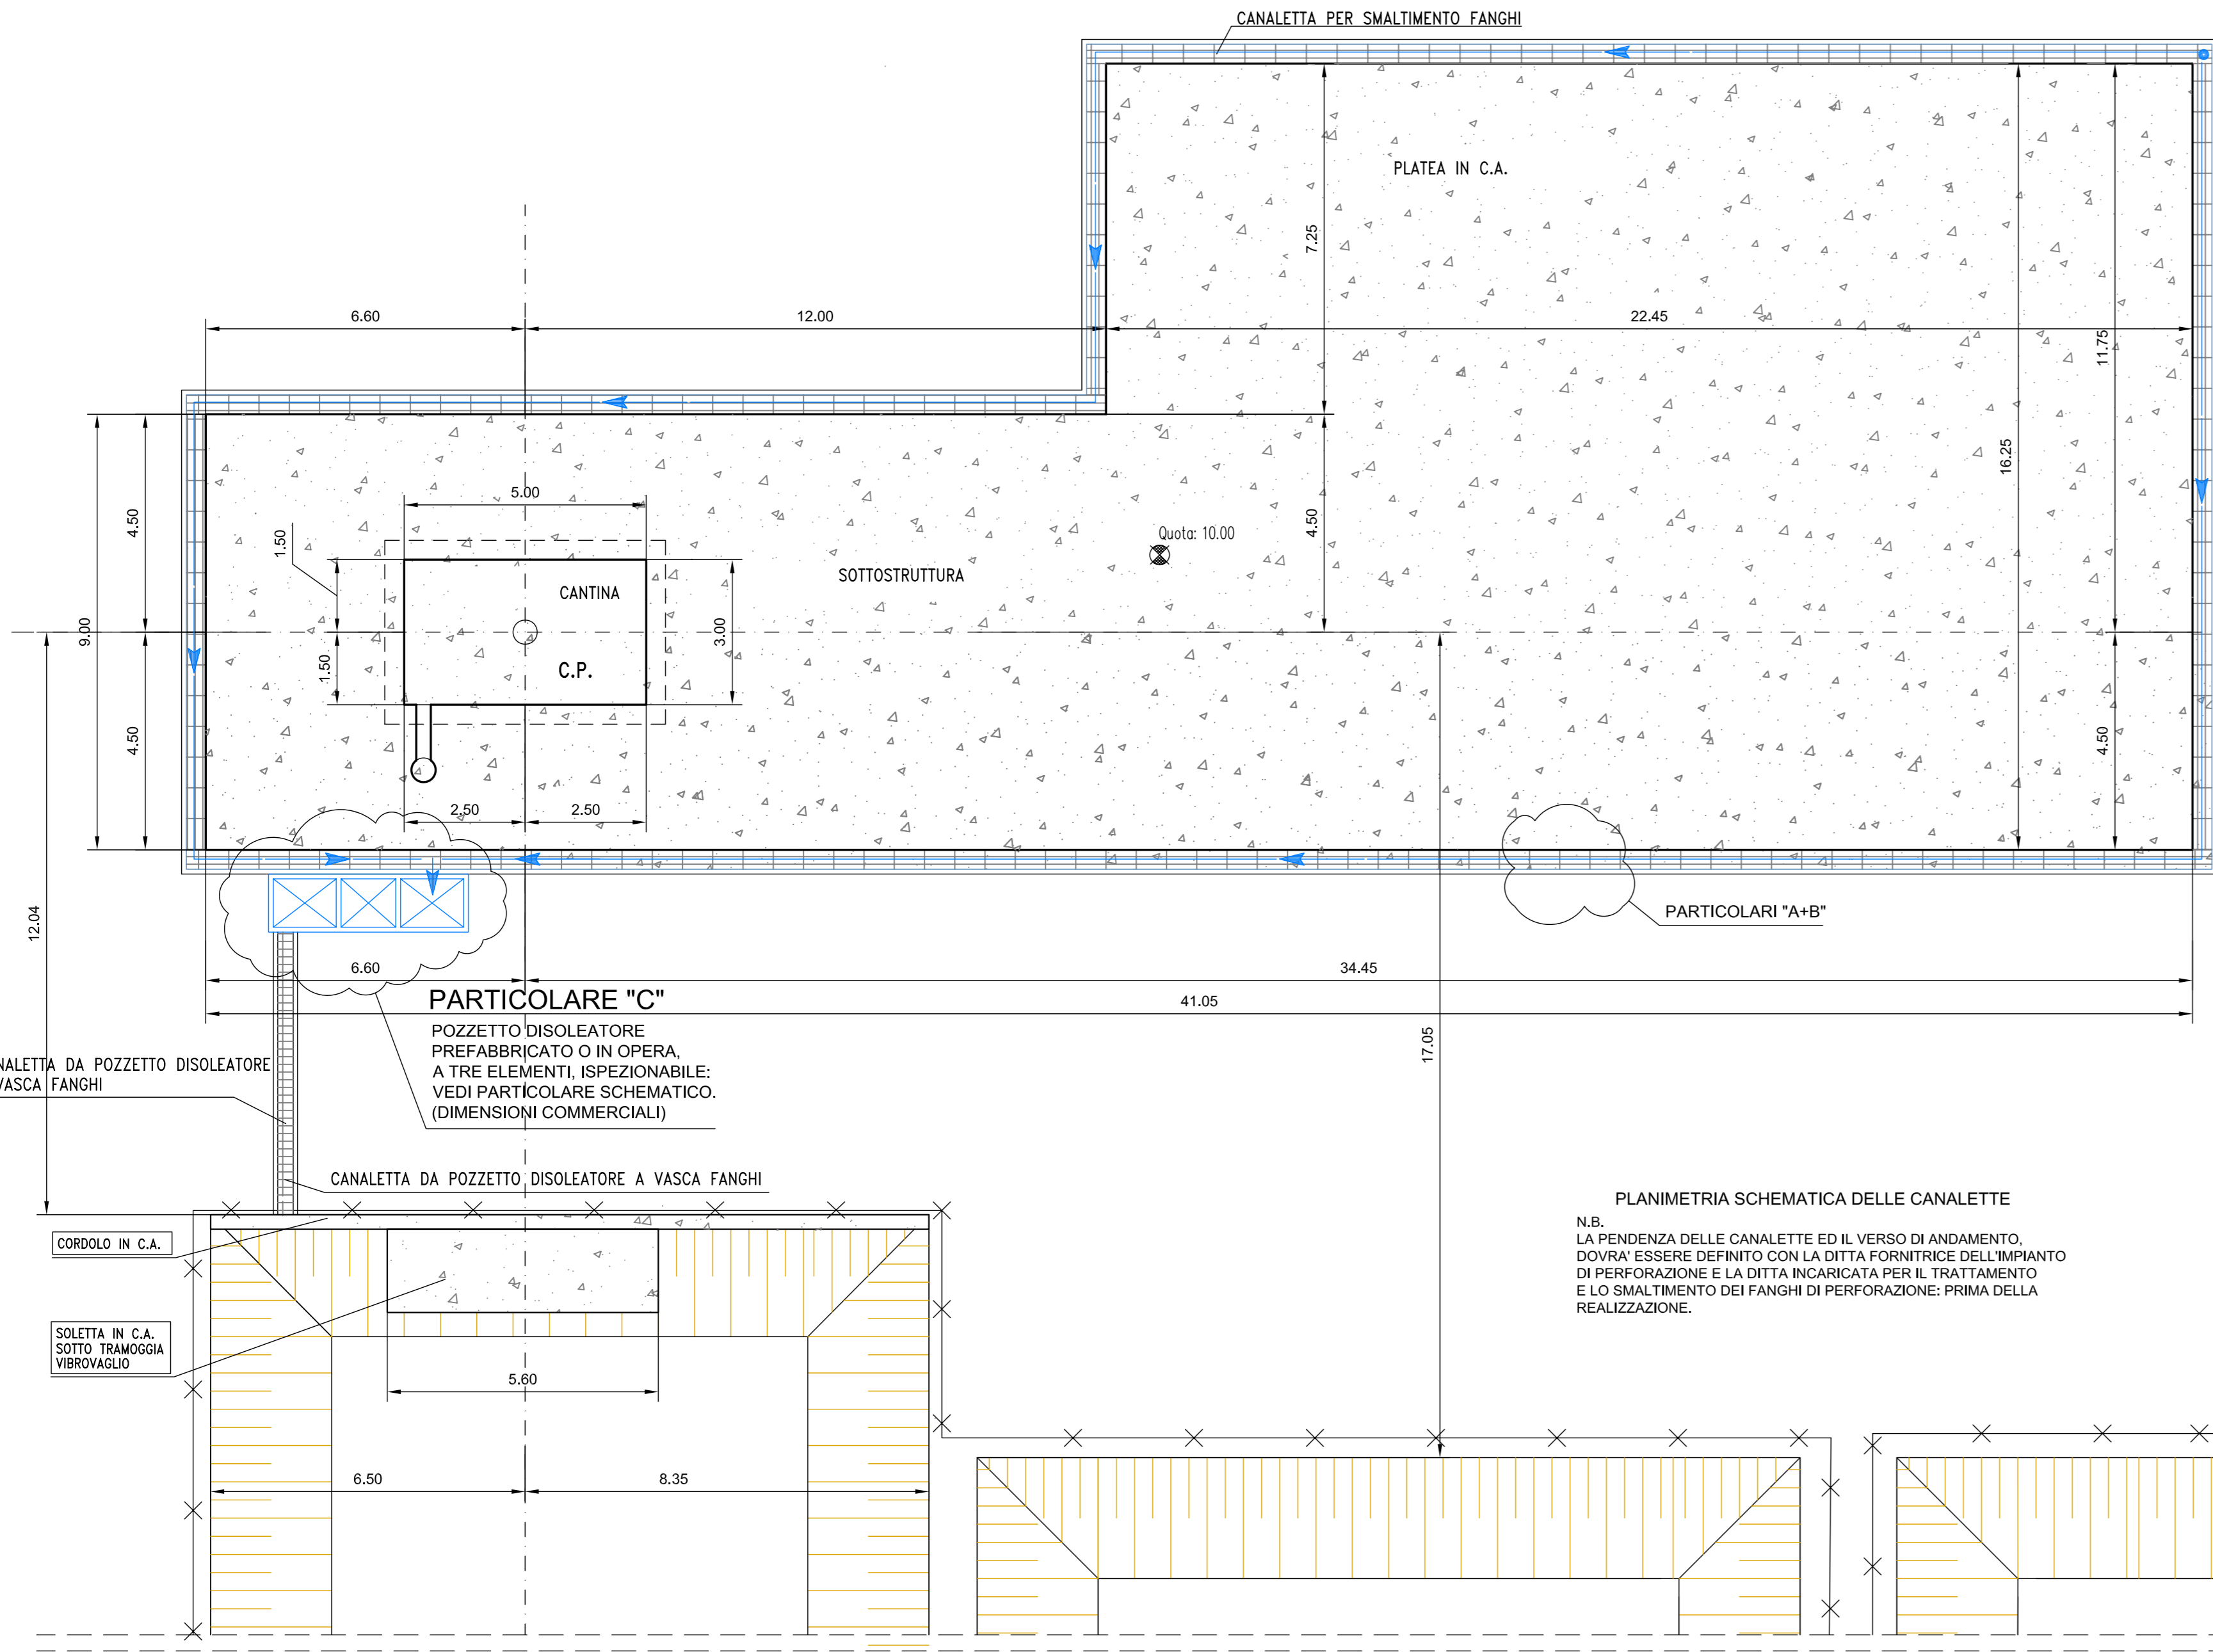 CANALETTA PER SMALTIMENTO FANGHI
PLATEA IN C.A.
7.25
11.75
6.60
12.00
22.45
16.25
4.50
9.00
4.50
5.00
1.50
1.50
3.00
CANTINA
C.P.
SOTTOSTRUTTURA
Quota: 10.00
4.50
4.50
2.50
2.50
PARTICOLARI "A+B"
12.04
6.60
34.45
41.05
17.05
PARTICOLARE "C"
POZZETTO DISOLEATORE
PREFABBRICATO O IN OPERA,
A TRE ELEMENTI, ISPEZIONABILE:
VEDI PARTICOLARE SCHEMATICO.
(DIMENSIONI COMMERCIALI)
NALETTA DA POZZETTO DISOLEATORE
VASCA FANGHI
CANALETTA DA POZZETTO DISOLEATORE A VASCA FANGHI
CORDOLO IN C.A.
SOLETTA IN C.A.
SOTTO TRAMOGGIA
VIBROVAGLIO
5.60
6.50
8.35
PLANIMETRIA SCHEMATICA DELLE CANALETTE
N.B.
LA PENDENZA DELLE CANALETTE ED IL VERSO DI ANDAMENTO,
DOVRA' ESSERE DEFINITO CON LA DITTA FORNITRICE DELL'IMPIANTO
DI PERFORAZIONE E LA DITTA INCARICATA PER IL TRATTAMENTO
E LO SMALTIMENTO DEI FANGHI DI PERFORAZIONE: PRIMA DELLA
REALIZZAZIONE.